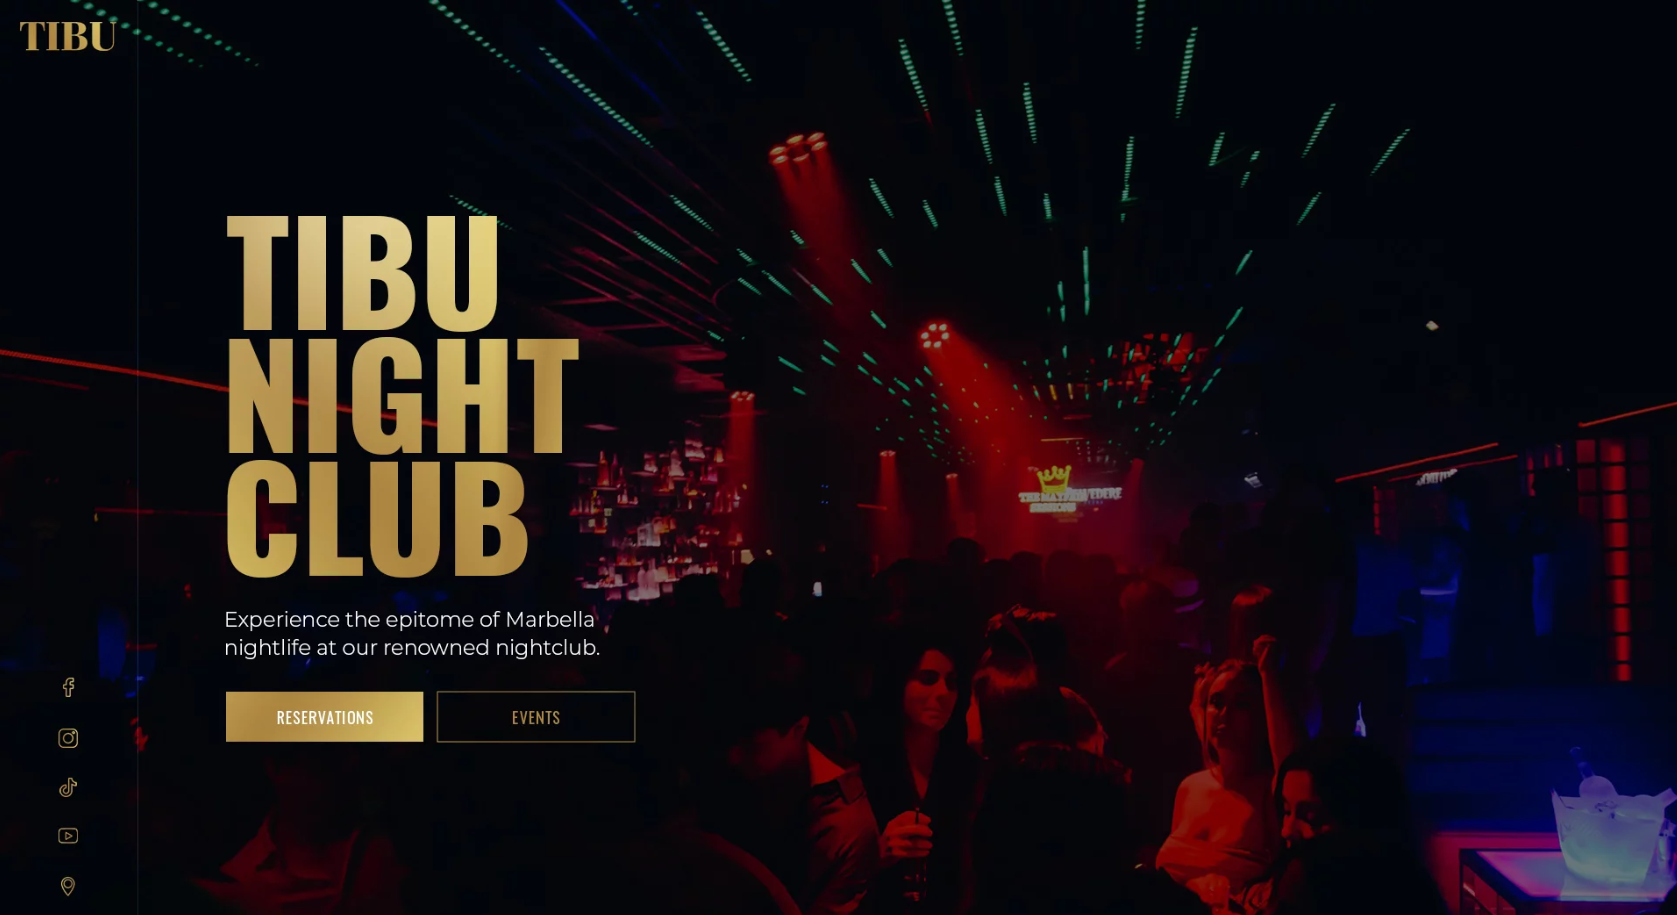 TIBU
TIBU
NIGHT
CLUB
Experience the epitome of Marbella
nightlife at our renowned nightclub.
RESERVATIONS
EVENTS